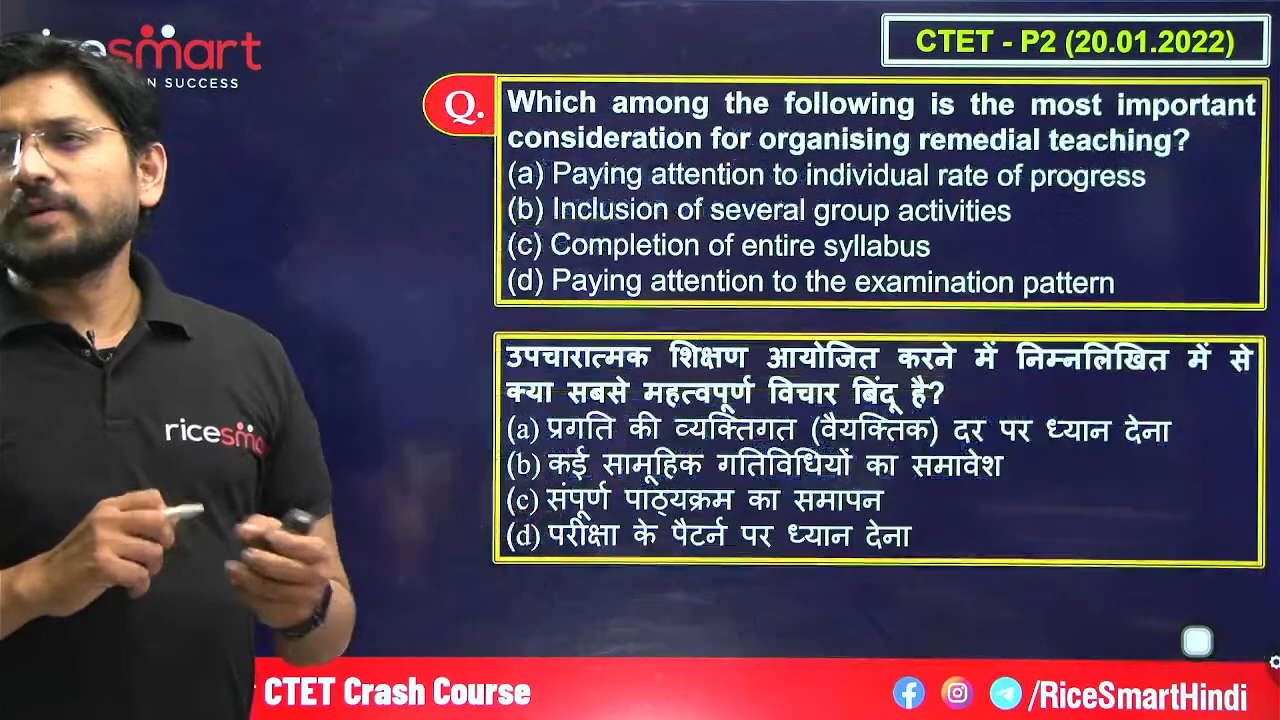 ricesmart
N SUCCESS
CTET - P2 (20.01.2022)
Q.
Which among the following is the most important
consideration for organising remedial teaching?
(a) Paying attention to individual rate of progress
(b) Inclusion of several group activities
(c) Completion of entire syllabus
(d) Paying attention to the examination pattern
उपचारात्मक शिक्षण आयोजित करने में निम्नलिखित में से
क्या सबसे महत्वपूर्ण विचार बिंदू है?
(a) प्रगति की व्यक्तिगत (वैयक्तिक) दर पर ध्यान देना
(b) कई सामूहिक गतिविधियों का समावेश
(c) संपूर्ण पाठ्यक्रम का समापन
(d) परीक्षा के पैटर्न पर ध्यान देना
ricesm
CTET Crash Course
/RiceSmartHindi